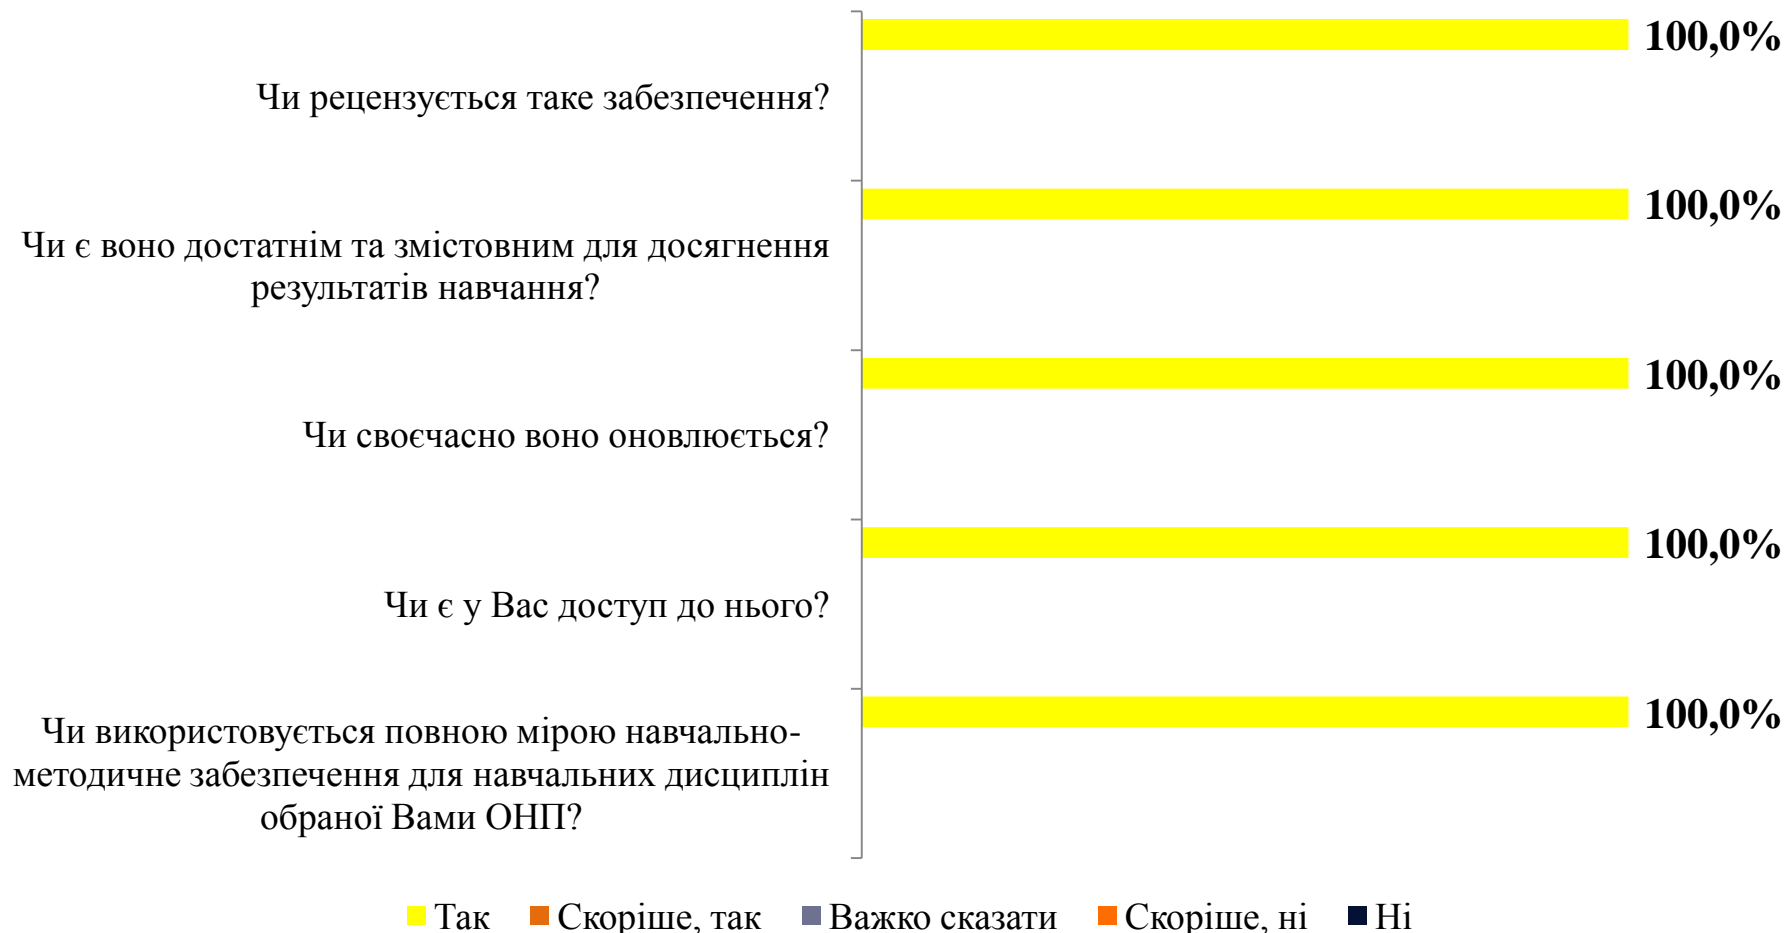 100,0%
Чи рецензується таке забезпечення?
100,0%
Чи є воно достатнім та змістовним для досягнення
результатів навчання?
100,0%
Чи своєчасно воно оновлюється?
100,0%
Чи є у Вас доступ до нього?
100,0%
Чи використовується повною мірою навчально-
методичне забезпечення для навчальних дисциплін
обраної Вами ОНП?
Так Скоріше, так Важко сказати Скоріше, ні Ні